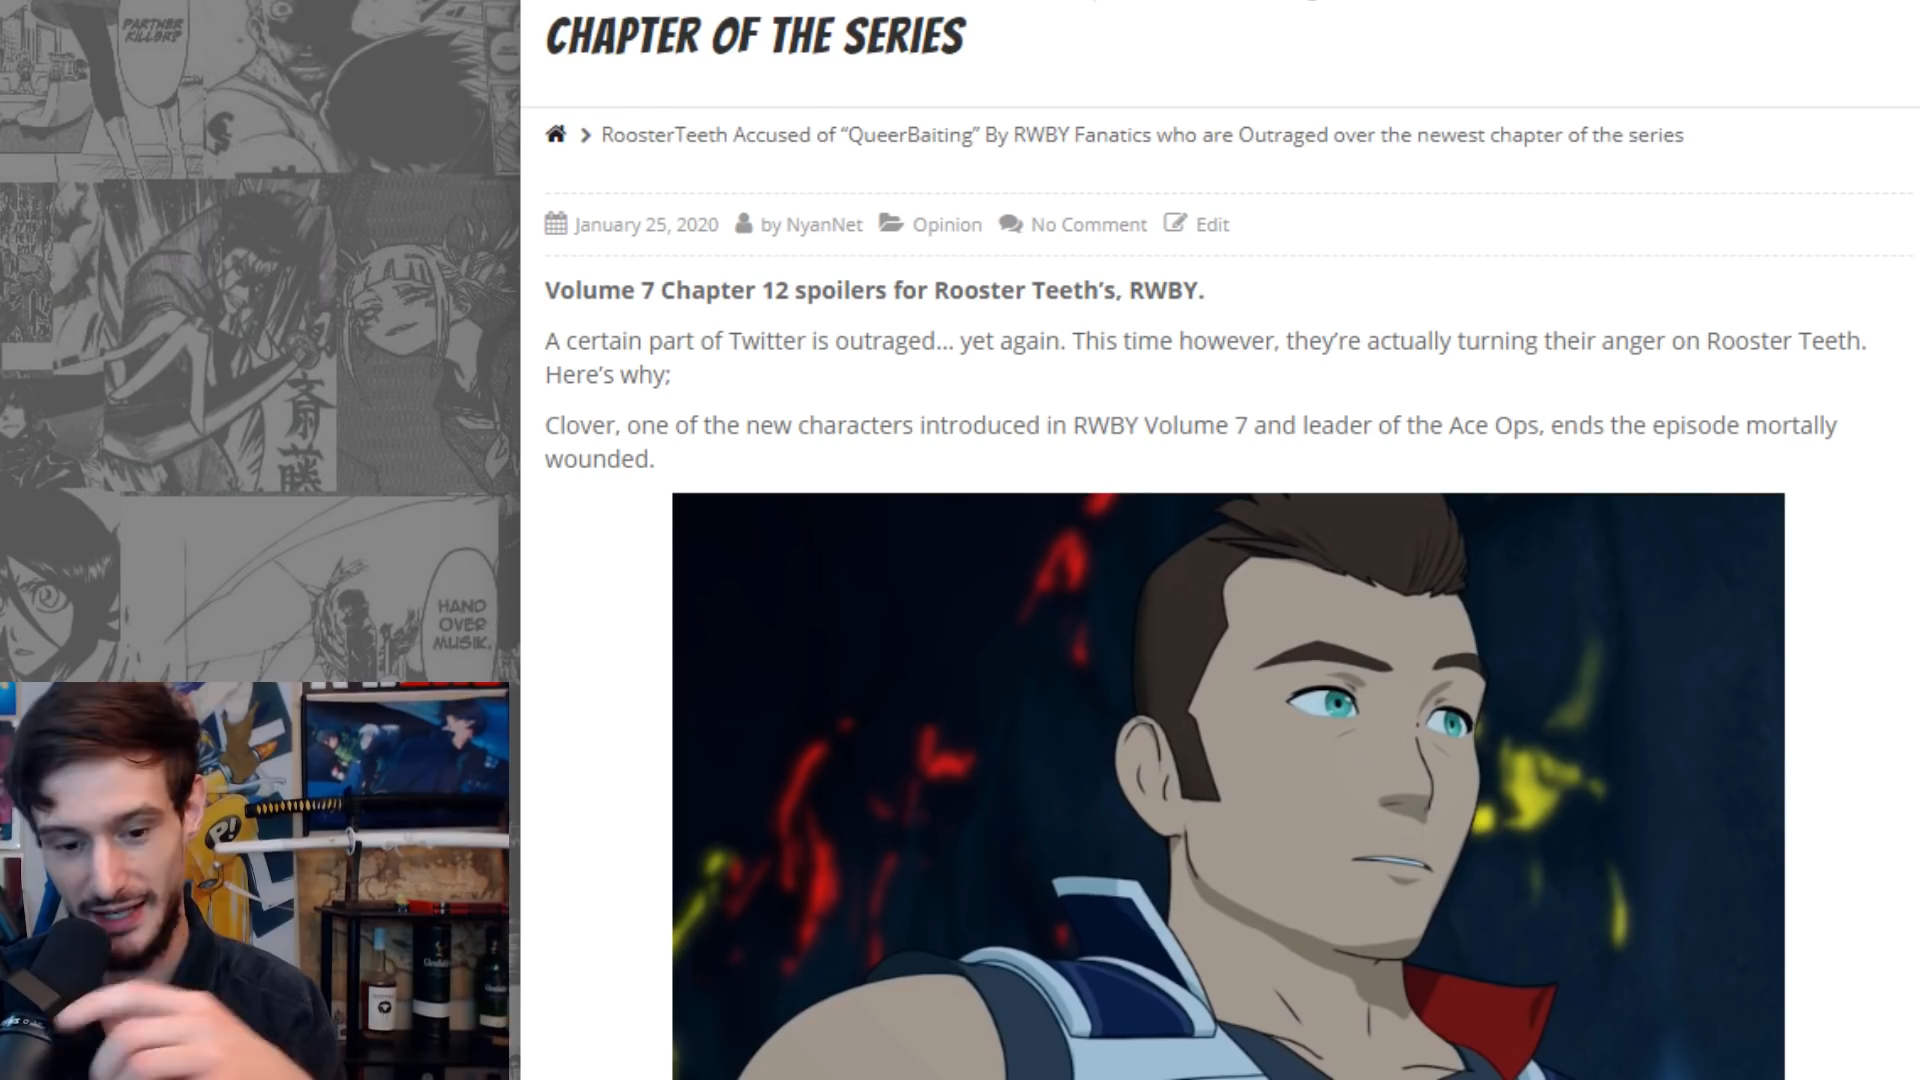 PARTNER
KILLER?
CHAPTER OF THE SERIES
RoosterTeeth Accused of “QueerBaiting” By RWBY Fanatics who are Outraged over the newest chapter of the series
January 25, 2020 by NyanNet Opinion No Comment Edit
Volume 7 Chapter 12 spoilers for Rooster Teeth’s, RWBY.
A certain part of Twitter is outraged… yet again. This time however, they’re actually turning their anger on Rooster Teeth.
Here’s why;
Clover, one of the new characters introduced in RWBY Volume 7 and leader of the Ace Ops, ends the episode mortally
wounded.
斎
藤
HAND
OVER
MUSIK.
P!